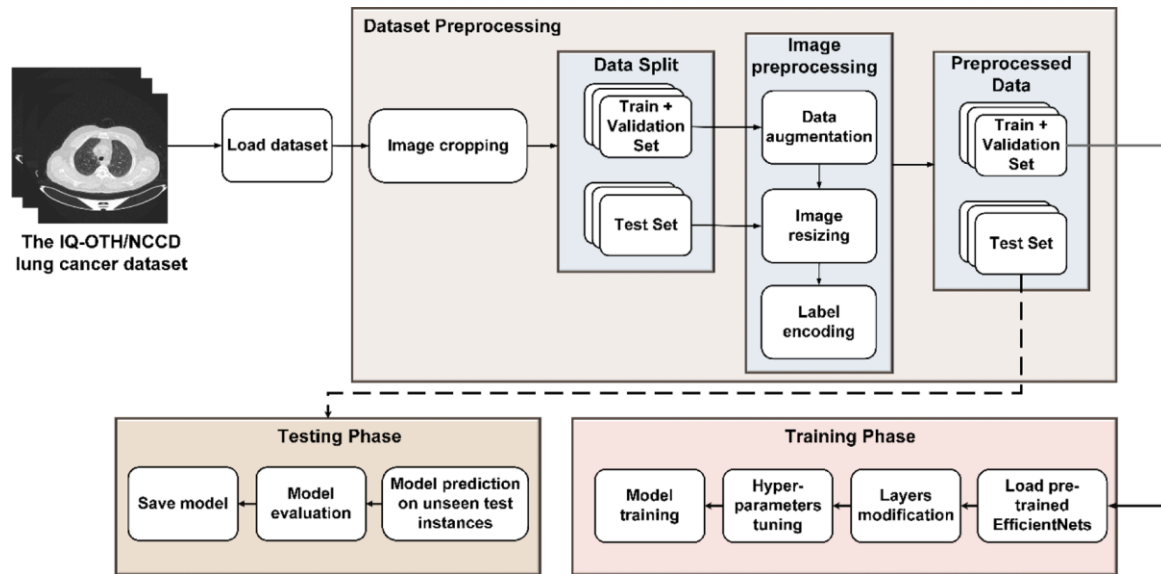 Dataset Preprocessing
The IQ-OTH/NCCD
lung cancer dataset
Load dataset
Image cropping
Data Split
Train +
Validation
Set
Test Set
Image
preprocessing
Data
augmentation
Image
resizing
Label
encoding
Preprocessed
Data
Train +
Validation
Set
Test Set
Testing Phase
Save model
Model
evaluation
Model prediction
on unseen test
instances
Training Phase
Model
training
Hyper-
parameters
tuning
Layers
modification
Load pre-
trained
EfficientNets